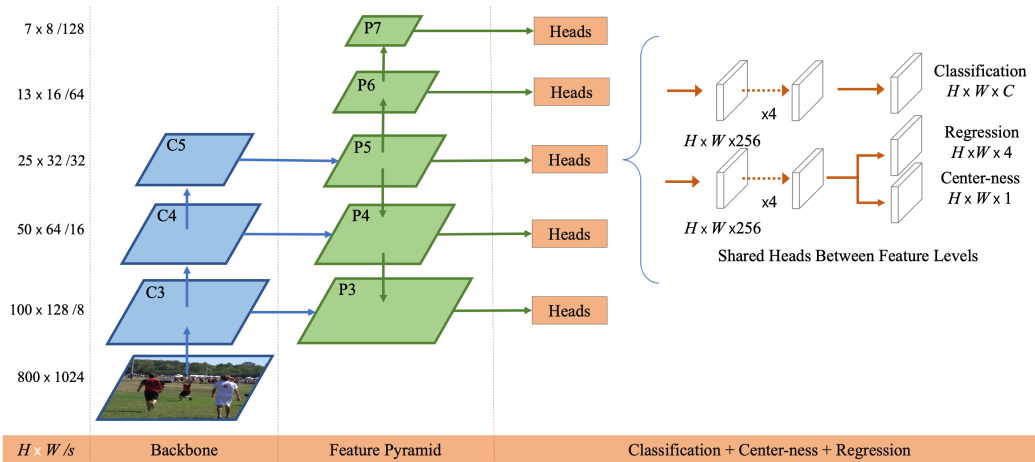 7 x 8 /128
P7
Heads
13 x 16 /64
P6
Heads
Classification
H x W x C
x4
H x W x256
25 x 32 /32
C5
P5
Heads
Regression
H xW x 4
Center-ness
H x W x 1
x4
H x W x256
50 x 64 /16
C4
P4
Heads
Shared Heads Between Feature Levels
100 x 128 /8
C3
P3
Heads
800 x 1024
H x W /s
Backbone
Feature Pyramid
Classification + Center-ness + Regression